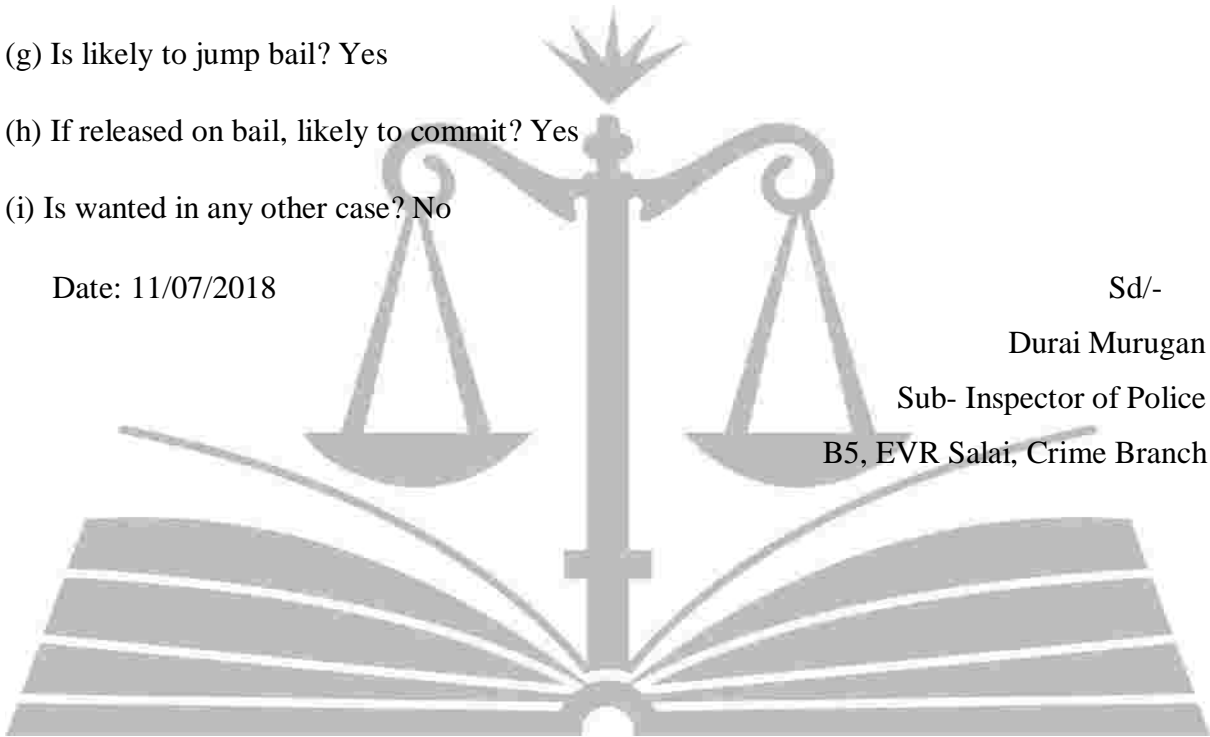 (g) Is likely to jump bail? Yes
(h) If released on bail, likely to commit? Yes
(i) Is wanted in any other case? No
Date: 11/07/2018
Sd/-
Durai Murugan
Sub- Inspector of Police
B5, EVR Salai, Crime Branch